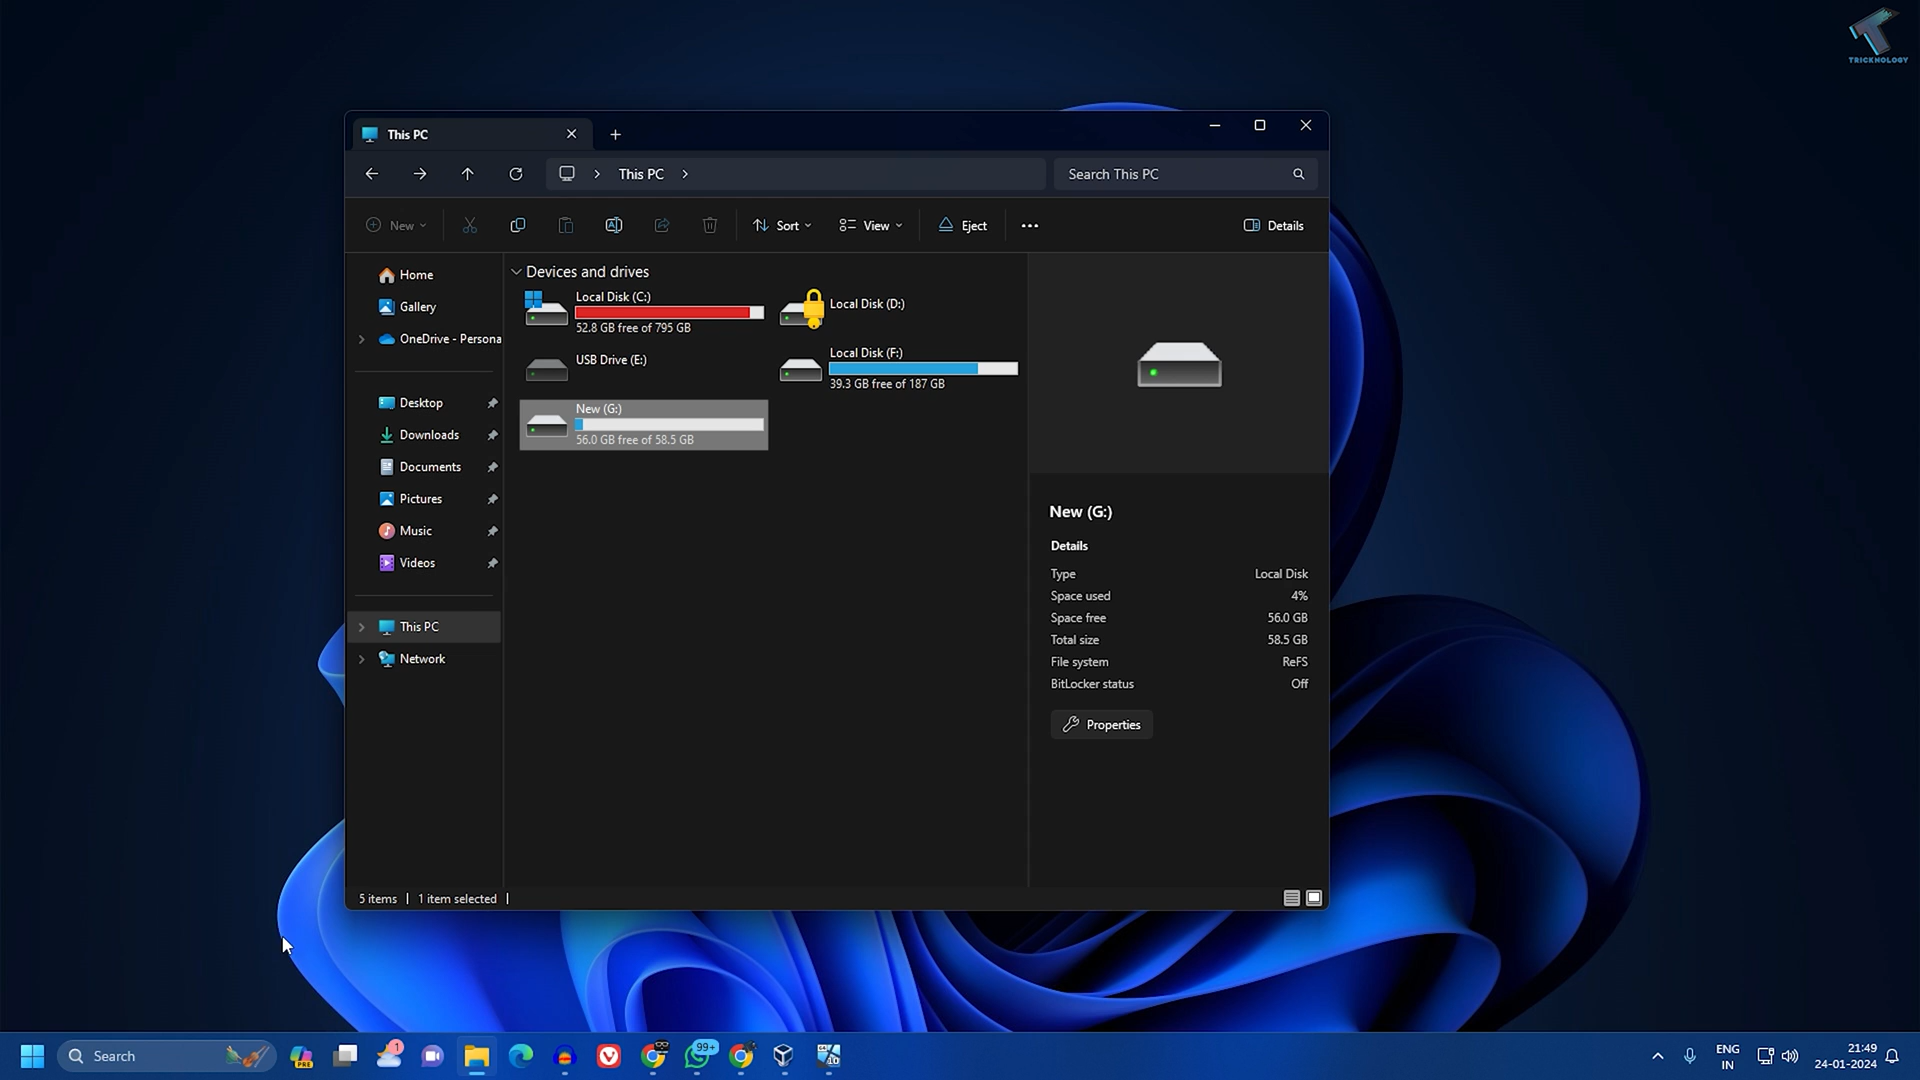 TRICKNOLOGY
This PC
This PC
Search This PC
New
Sort
View
Eject
Details
Home
Gallery
OneDrive - Persona
Desktop
Downloads
Documents
Pictures
Music
Videos
This PC
Network
Devices and drives
Local Disk (C:)
52.8 GB free of 795 GB
Local Disk (D:)
USB Drive (E:)
Local Disk (F:)
39.3 GB free of 187 GB
New (G:)
56.0 GB free of 58.5 GB
New (G:)
Details
Type Local Disk
Space used 4%
Space free 56.0 GB
Total size 58.5 GB
File system ReFS
BitLocker status Off
Properties
5 items
1 item selected
Search
PRE
1
99+
ENG
IN
21:49
24-01-2024